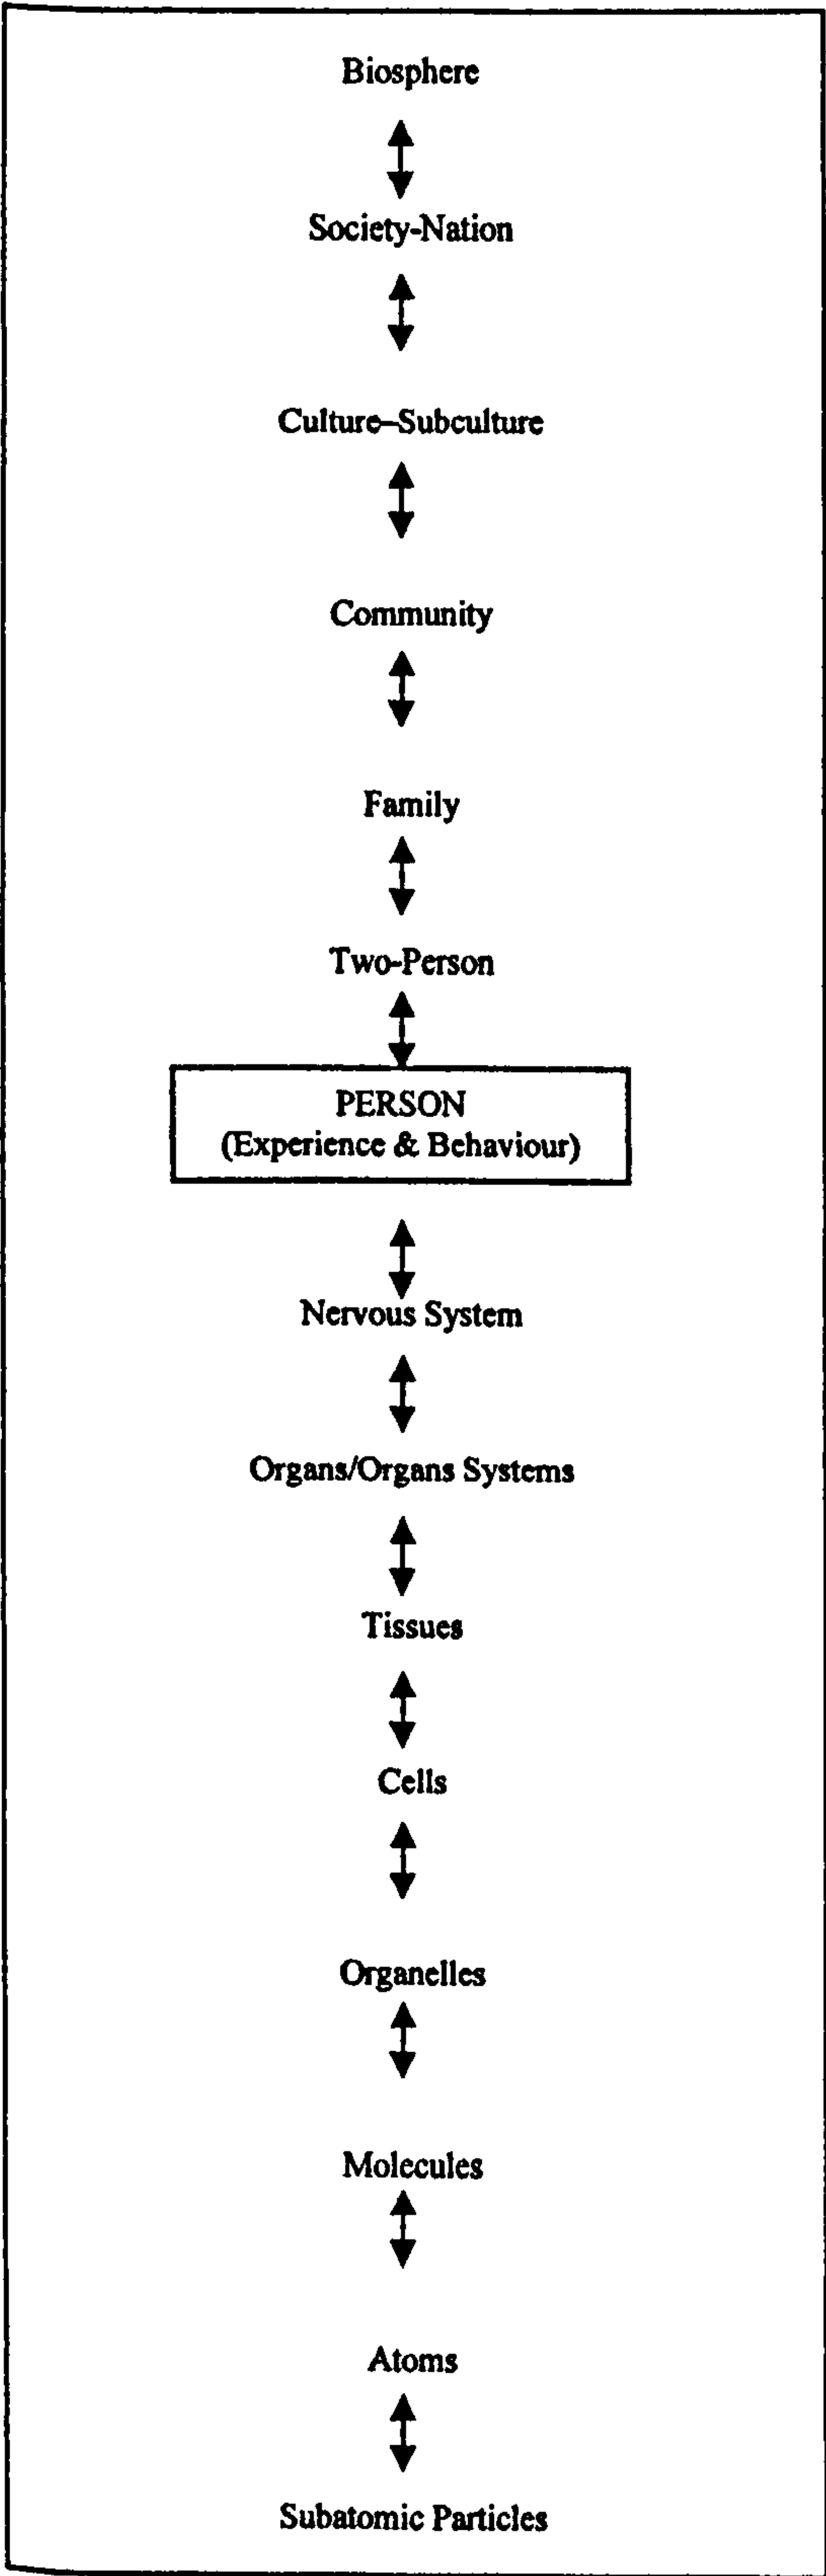 Biosphere
Society-Nation
Culture–Subculture
Community
Family
Two-Person
PERSON
(Experience & Behaviour)
Nervous System
Organs/Organs Systems
Tissues
Cells
Organelles
Molecules
Atoms
Subatomic Particles